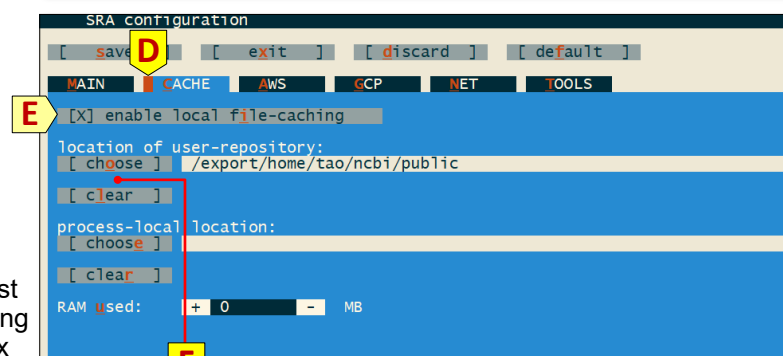 SRA configuration
[ save ] [ exit ] [ discard ] [ default ]
D
MAIN CACHE AWS GCP NET TOOLS
E
[X] enable local file-caching
location of user-repository:
[ choose ] /export/home/tao/ncbi/public
[ clear ]
process-local location:
[ choose ]
[ clear ]
RAM used: + 0 - MB